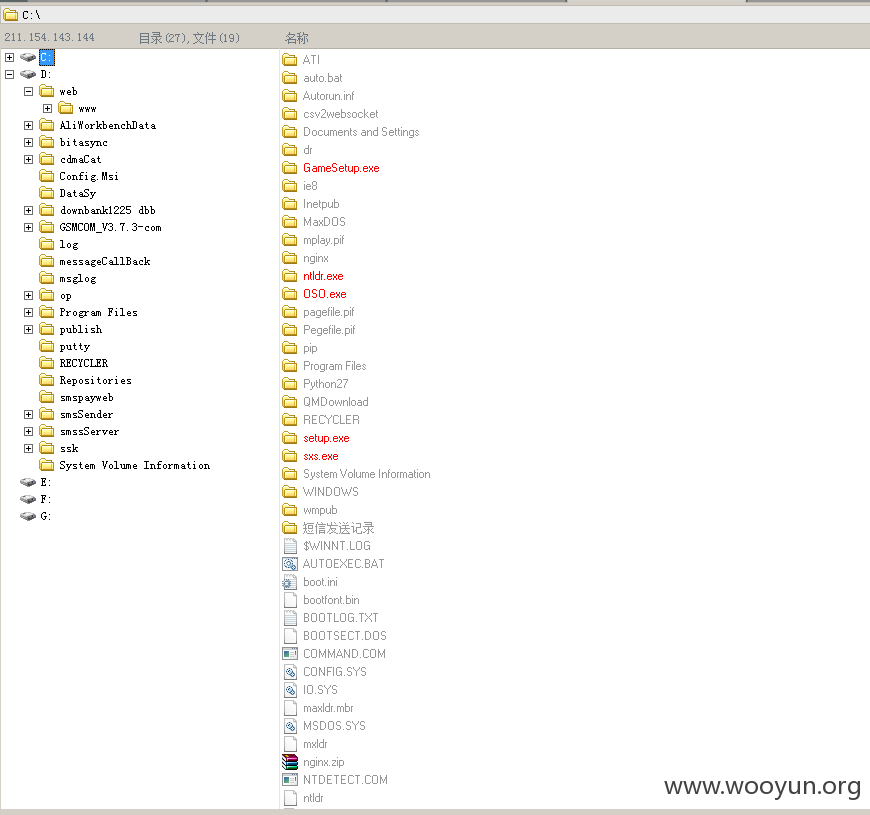 C:\
211.154.143.144 目录(27),文件(19) 名称
C:
D:
web
www
AliWorkbenchData
bitasync
cdmaCat
Config.Msi
DataSy
downbank1225 dbb
GSMCOM_V3.7.3-com
log
messageCallBack
msglog
op
Program Files
publish
putty
RECYCLER
Repositories
smspayweb
smsSender
smssServer
ssk
System Volume Information
E:
F:
G:
ATI
auto.bat
Autorun.inf
csv2websocket
Documents and Settings
dr
GameSetup.exe
ie8
Inetpub
MaxDOS
mplay.pif
nginx
ntldr.exe
OSO.exe
pagefile.pif
Pegefile.pif
pip
Program Files
Python27
QMDownload
RECYCLER
setup.exe
sxs.exe
System Volume Information
WINDOWS
wmpub
短信发送记录
$WINNT.LOG
AUTOEXEC.BAT
boot.ini
bootfont.bin
BOOTLOG.TXT
BOOTSECT.DOS
COMMAND.COM
CONFIG.SYS
IO.SYS
maxldr.mbr
MSDOS.SYS
mxldr
nginx.zip
NTDETECT.COM
ntldr
www.wooyun.org